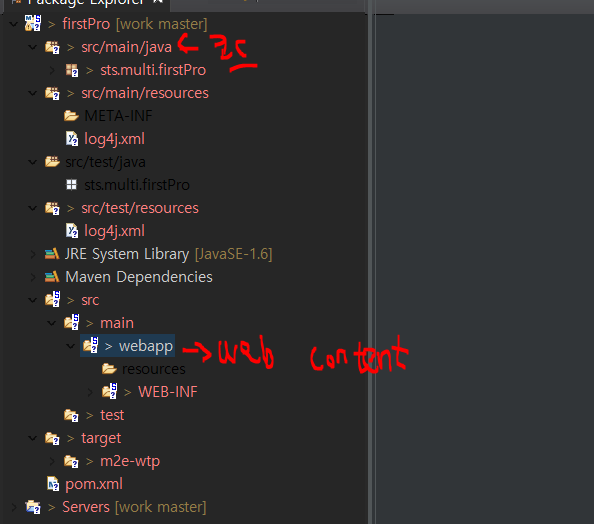 Package Explorer
> firstPro [work master]
> src/main/java
> sts.multi.firstPro
> src/main/resources
META-INF
log4j.xml
src/test/java
sts.multi.firstPro
> src/test/resources
log4j.xml
JRE System Library [JavaSE-1.6]
Maven Dependencies
> src
> main
> webapp → web content
resources
> WEB-INF
> test
> target
> m2e-wtp
pom.xml
> Servers [work master]